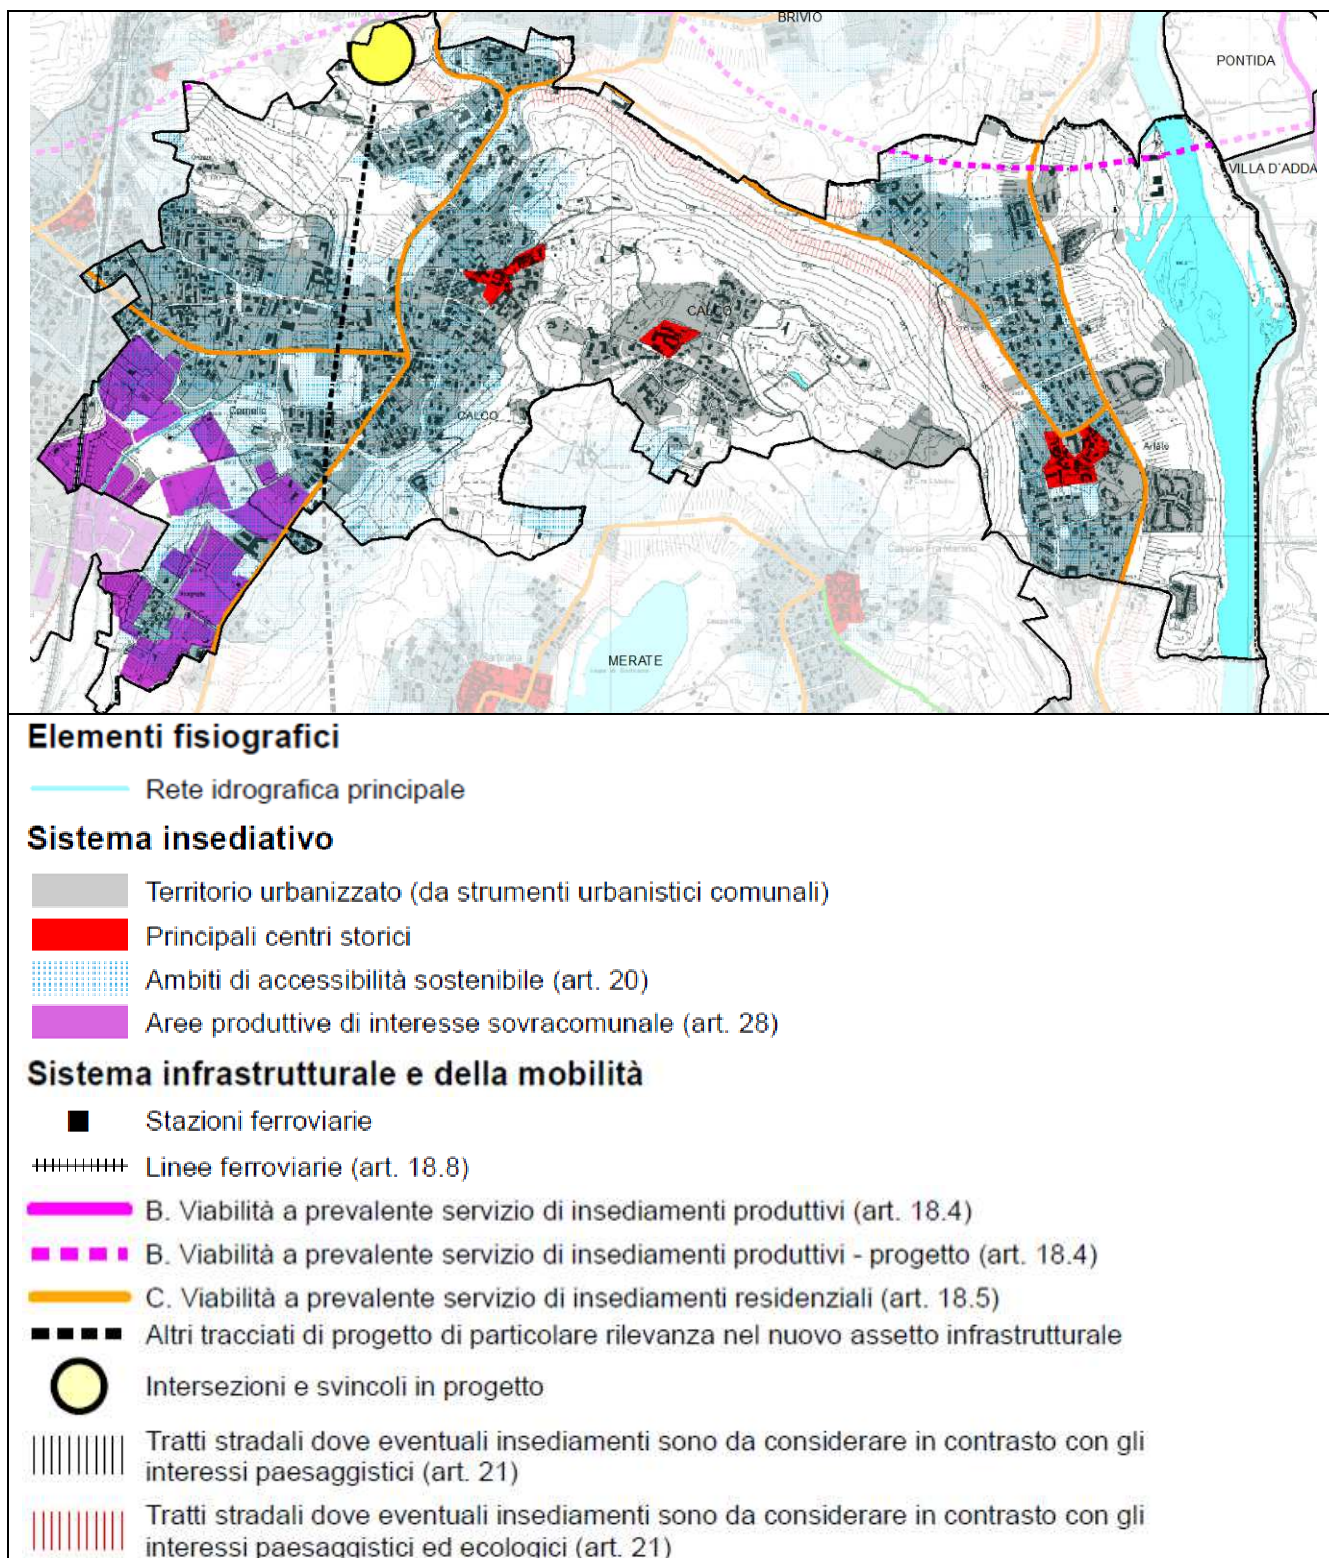 BRIVIO
PONTIDA
VILLA D'ADDA
CALCO
Cornello
CALCO
Arlate
MERATE
Elementi fisiografici
Rete idrografica principale
Sistema insediativo
Territorio urbanizzato (da strumenti urbanistici comunali)
Principali centri storici
Ambiti di accessibilità sostenibile (art. 20)
Aree produttive di interesse sovracomunale (art. 28)
Sistema infrastrutturale e della mobilità
Stazioni ferroviarie
Linee ferroviarie (art. 18.8)
B. Viabilità a prevalente servizio di insediamenti produttivi (art. 18.4)
B. Viabilità a prevalente servizio di insediamenti produttivi - progetto (art. 18.4)
C. Viabilità a prevalente servizio di insediamenti residenziali (art. 18.5)
Altri tracciati di progetto di particolare rilevanza nel nuovo assetto infrastrutturale
Intersezioni e svincoli in progetto
Tratti stradali dove eventuali insediamenti sono da considerare in contrasto con gli
interessi paesaggistici (art. 21)
Tratti stradali dove eventuali insediamenti sono da considerare in contrasto con gli
interessi paesaggistici ed ecologici (art. 21)